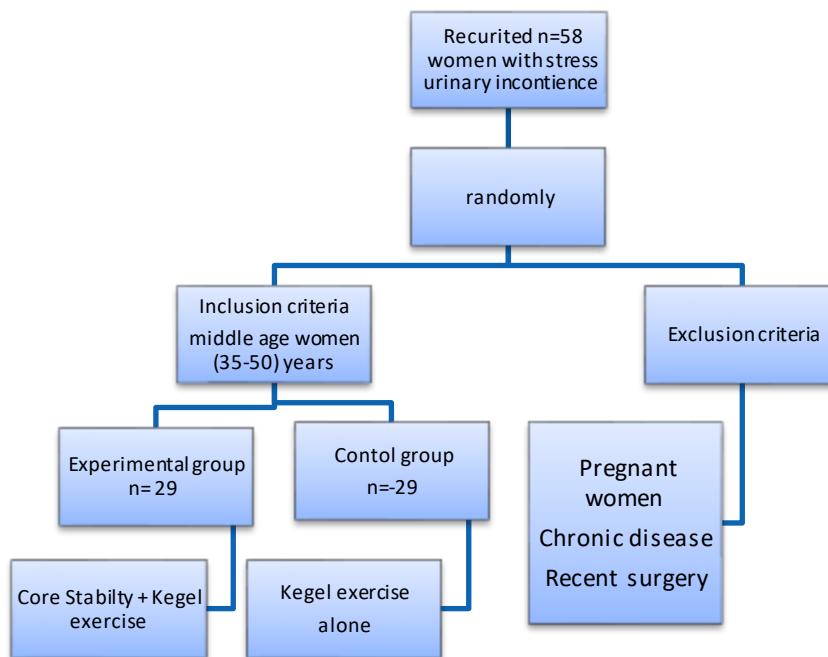 Recurited n=58
women with stress
urinary incontience
randomly
Inclusion criteria
middle age women
(35-50) years
Exclusion criteria
Experimental group
n= 29
Contol group
n=-29
Pregnant
women
Chronic disease
Recent surgery
Core Stabilty + Kegel
exercise
Kegel exercise
alone